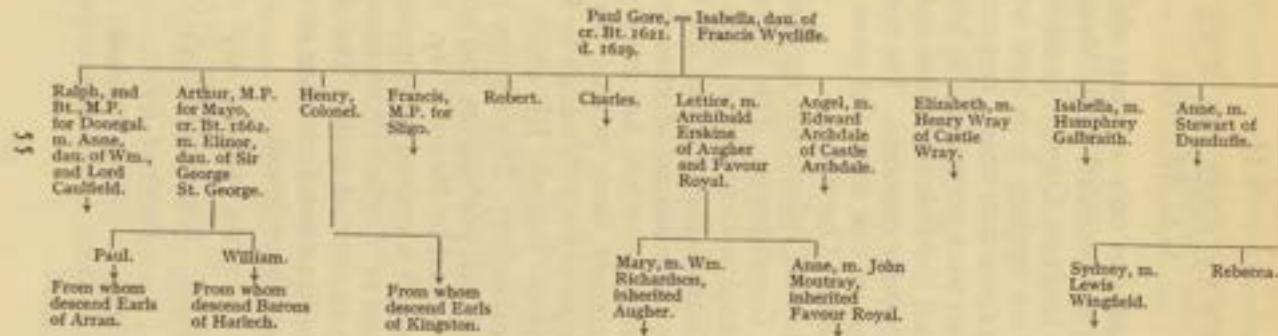 Paul Gore,
cr. Bt. 1621.
d. 1629.
Isabella, dau. of
Francis Wycliffe.
Ralph, 2nd
Bt., M.P.
for Donegal.
m. Anne,
dau. of Wm.,
2nd Lord
Caulfield.
Arthur, M.P.
for Mayo,
cr. Bt. 1662.
m. Elinor,
dau. of Sir
George
St. George.
Henry,
Colonel.
Francis,
M.P. for
Sligo.
Robert.
Charles.
Lettice, m.
Archibald
Erskine
of Augher
and Favour
Royal.
Angel, m.
Edward
Archdale
of Castle
Archdale.
Elizabeth, m.
Henry Wray
of Castle
Wray.
Isabella, m.
Humphrey
Galbraith.
Anne, m.
Stewart of
Dunduffe.
55
Paul.
From whom
descend Earls
of Arran.
William.
From whom
descend Barons
of Harlech.
From whom
descend Earls
of Kingston.
Mary, m. Wm.
Richardson,
inherited
Augher.
Anne, m. John
Moutray,
inherited
Favour Royal.
Sydney, m.
Lewis
Wingfield.
Rebecca.